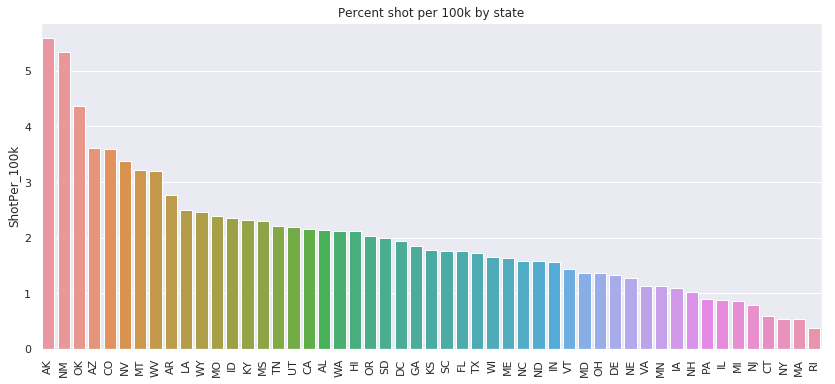 Percent shot per 100k by state
ShotPer_100k
5
4
3
2
1
0
AK NM OK AZ CO NV MT WV AR LA WY MO ID KY MS TN UT CA AL WA HI OR SD DC GA KS SC FL TX WI ME NC ND IN VT MD OH DE NE VA MN IA NH PA IL MI NJ CT NY MA RI